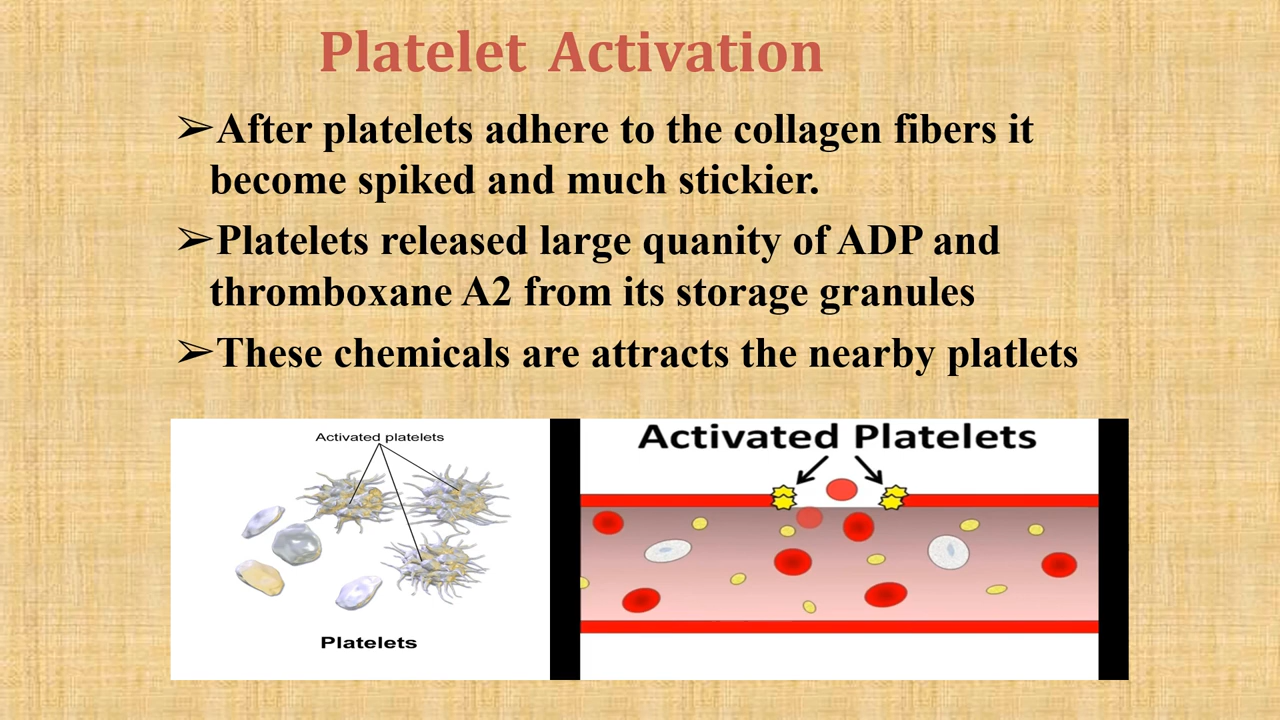 Platelet Activation
➢After platelets adhere to the collagen fibers it
become spiked and much stickier.
➢Platelets released large quanity of ADP and
thromboxane A2 from its storage granules
➢These chemicals are attracts the nearby platlets
Activated platelets
Platelets
Activated Platelets